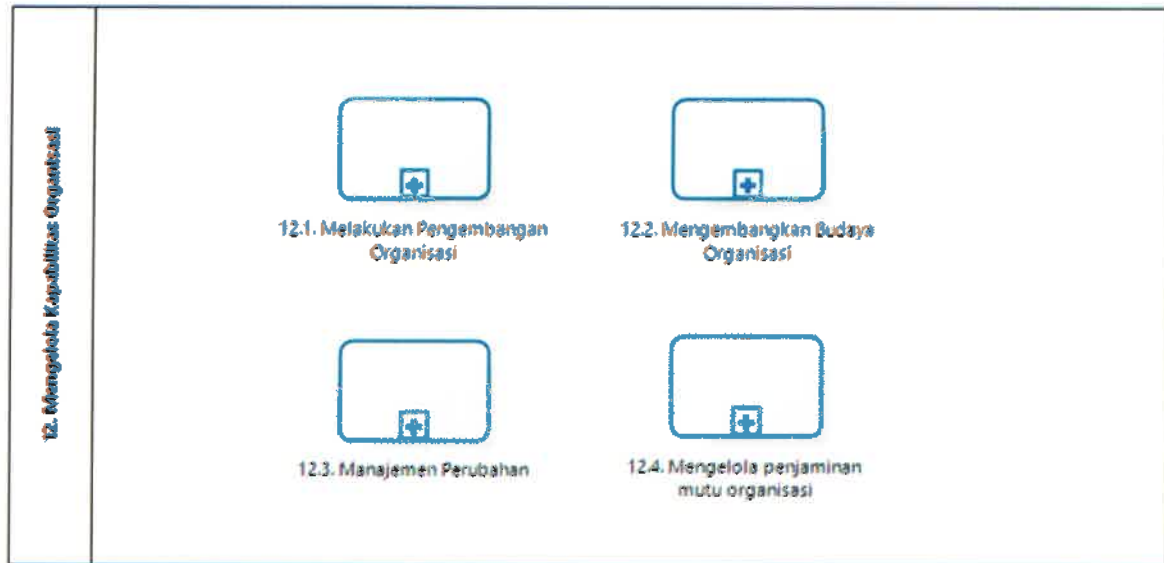 12. Mengelola Kapabilitas Organisasi
12.1. Melakukan Pengembangan
Organisasi
12.2. Mengembangkan Budaya
Organisasi
12.3. Manajemen Perubahan
12.4. Mengelola penjaminan
mutu organisasi